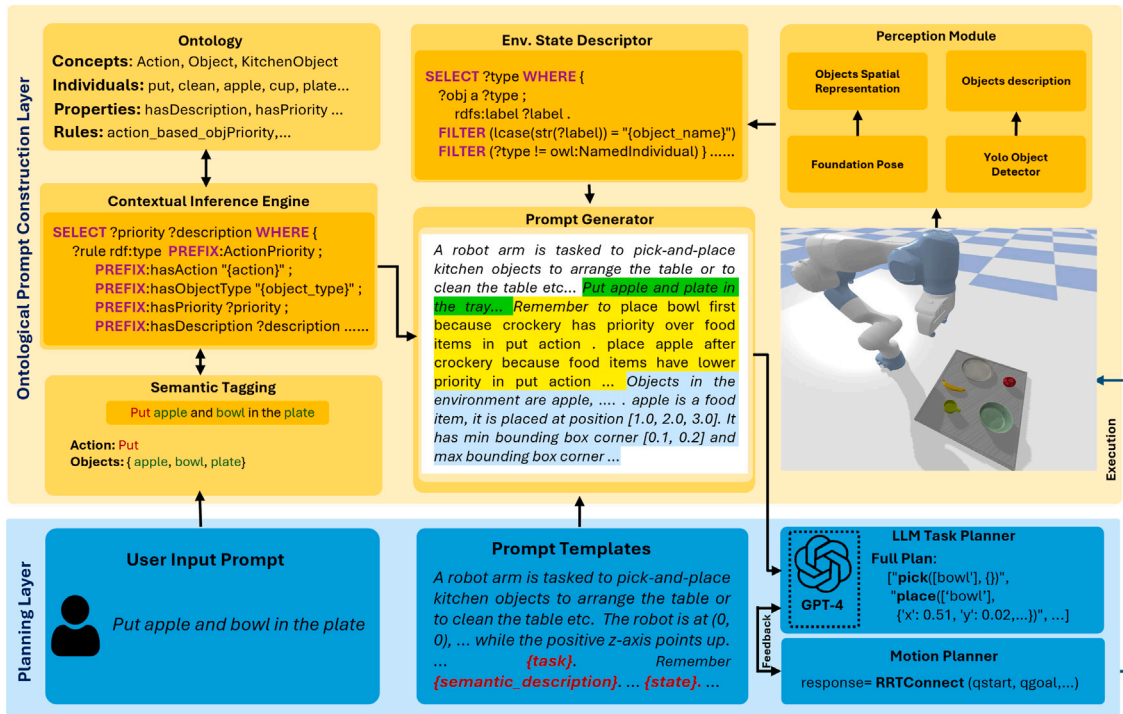 Ontological Prompt Construction Layer
Ontology
Concepts: Action, Object, KitchenObject
Individuals: put, clean, apple, cup, plate...
Properties: hasDescription, hasPriority ...
Rules: action_based_objPriority,...
Contextual Inference Engine
SELECT ?priority ?description WHERE {
?rule rdf:type PREFIX:ActionPriority ;
PREFIX:hasAction "{action}" ;
PREFIX:hasObjectType "{object_type}" ;
PREFIX:hasPriority ?priority ;
PREFIX:hasDescription ?description ......
Semantic Tagging
Put apple and bowl in the plate
Action: Put
Objects: { apple, bowl, plate}
Env. State Descriptor
SELECT ?type WHERE {
?obj a ?type ;
rdfs:label ?label .
FILTER (lcase(str(?label)) = "{object_name}")
FILTER (?type != owl:NamedIndividual) } ......
Prompt Generator
A robot arm is tasked to pick-and-place
kitchen objects to arrange the table or to
clean the table etc... Put apple and plate in
the tray... Remember to place bowl first
because crockery has priority over food
items in put action . place apple after
crockery because food items have lower
priority in put action ... Objects in the
environment are apple, .... . apple is a food
item, it is placed at position [1.0, 2.0, 3.0]. It
has min bounding box corner [0.1, 0.2] and
max bounding box corner ...
Perception Module
Objects Spatial
Representation
Objects description
Foundation Pose
Yolo Object
Detector
Execution
Planning Layer
User Input Prompt
Put apple and bowl in the plate
Prompt Templates
A robot arm is tasked to pick-and-place
kitchen objects to arrange the table or
to clean the table etc. The robot is at (0,
0), ... while the positive z-axis points up.
... {task}. Remember
{semantic_description}. ... {state}. ...
LLM Task Planner
GPT-4
Full Plan:
["pick([bowl'], {})",
"place(['bowl'],
{'x': 0.51, 'y': 0.02,...})", ...]
Feedback
Motion Planner
response= RRTConnect (qstart, qgoal,...)